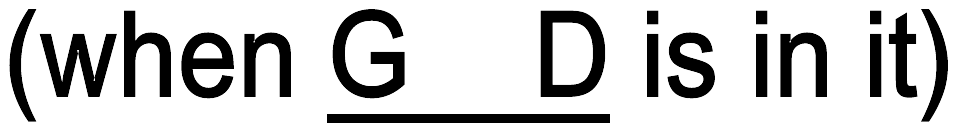 (when G   D is in it)